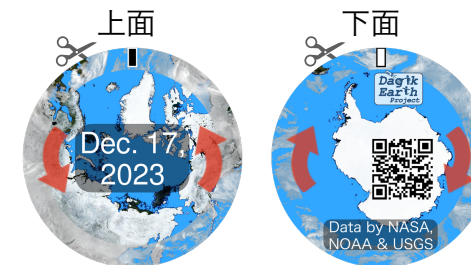 上面
下面
Dagik
Earth
Project
Dec. 17,
2023
Data by NASA,
NOAA & USGS